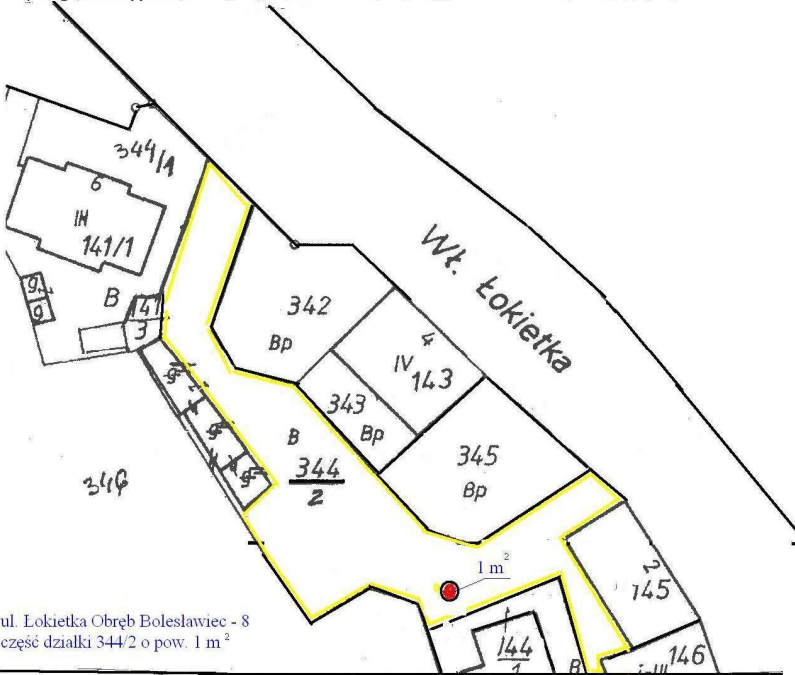 344/1
6
III
141/1
g
g
B
141
3
g
g
g
346
342
Bp
4
IV
143
343
Bp
Wł. Łokietka
B
344
2
345
Bp
1 m²
2
145
144
1
B
I-III
146
ul. Łokietka Obręb Bolesławiec - 8
część działki 344/2 o pow. 1 m²